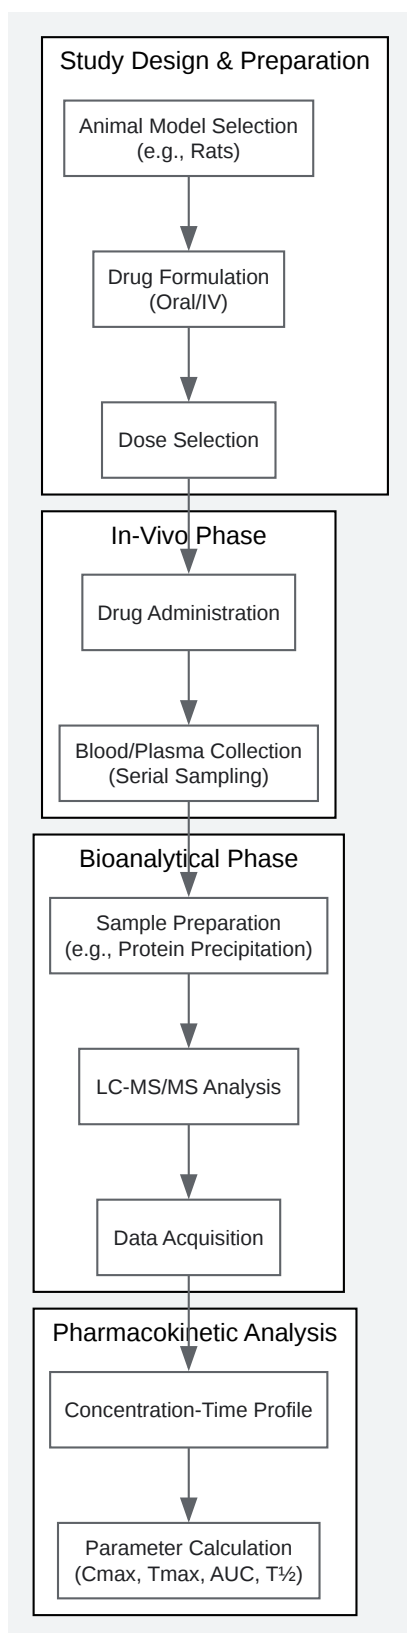 Study Design & Preparation
Animal Model Selection
(e.g., Rats)
Drug Formulation
(Oral/IV)
Dose Selection
In-Vivo Phase
Drug Administration
Blood/Plasma Collection
(Serial Sampling)
Bioanalytical Phase
Sample Preparation
(e.g., Protein Precipitation)
LC-MS/MS Analysis
Data Acquisition
Pharmacokinetic Analysis
Concentration-Time Profile
Parameter Calculation
(Cmax, Tmax, AUC, T½)